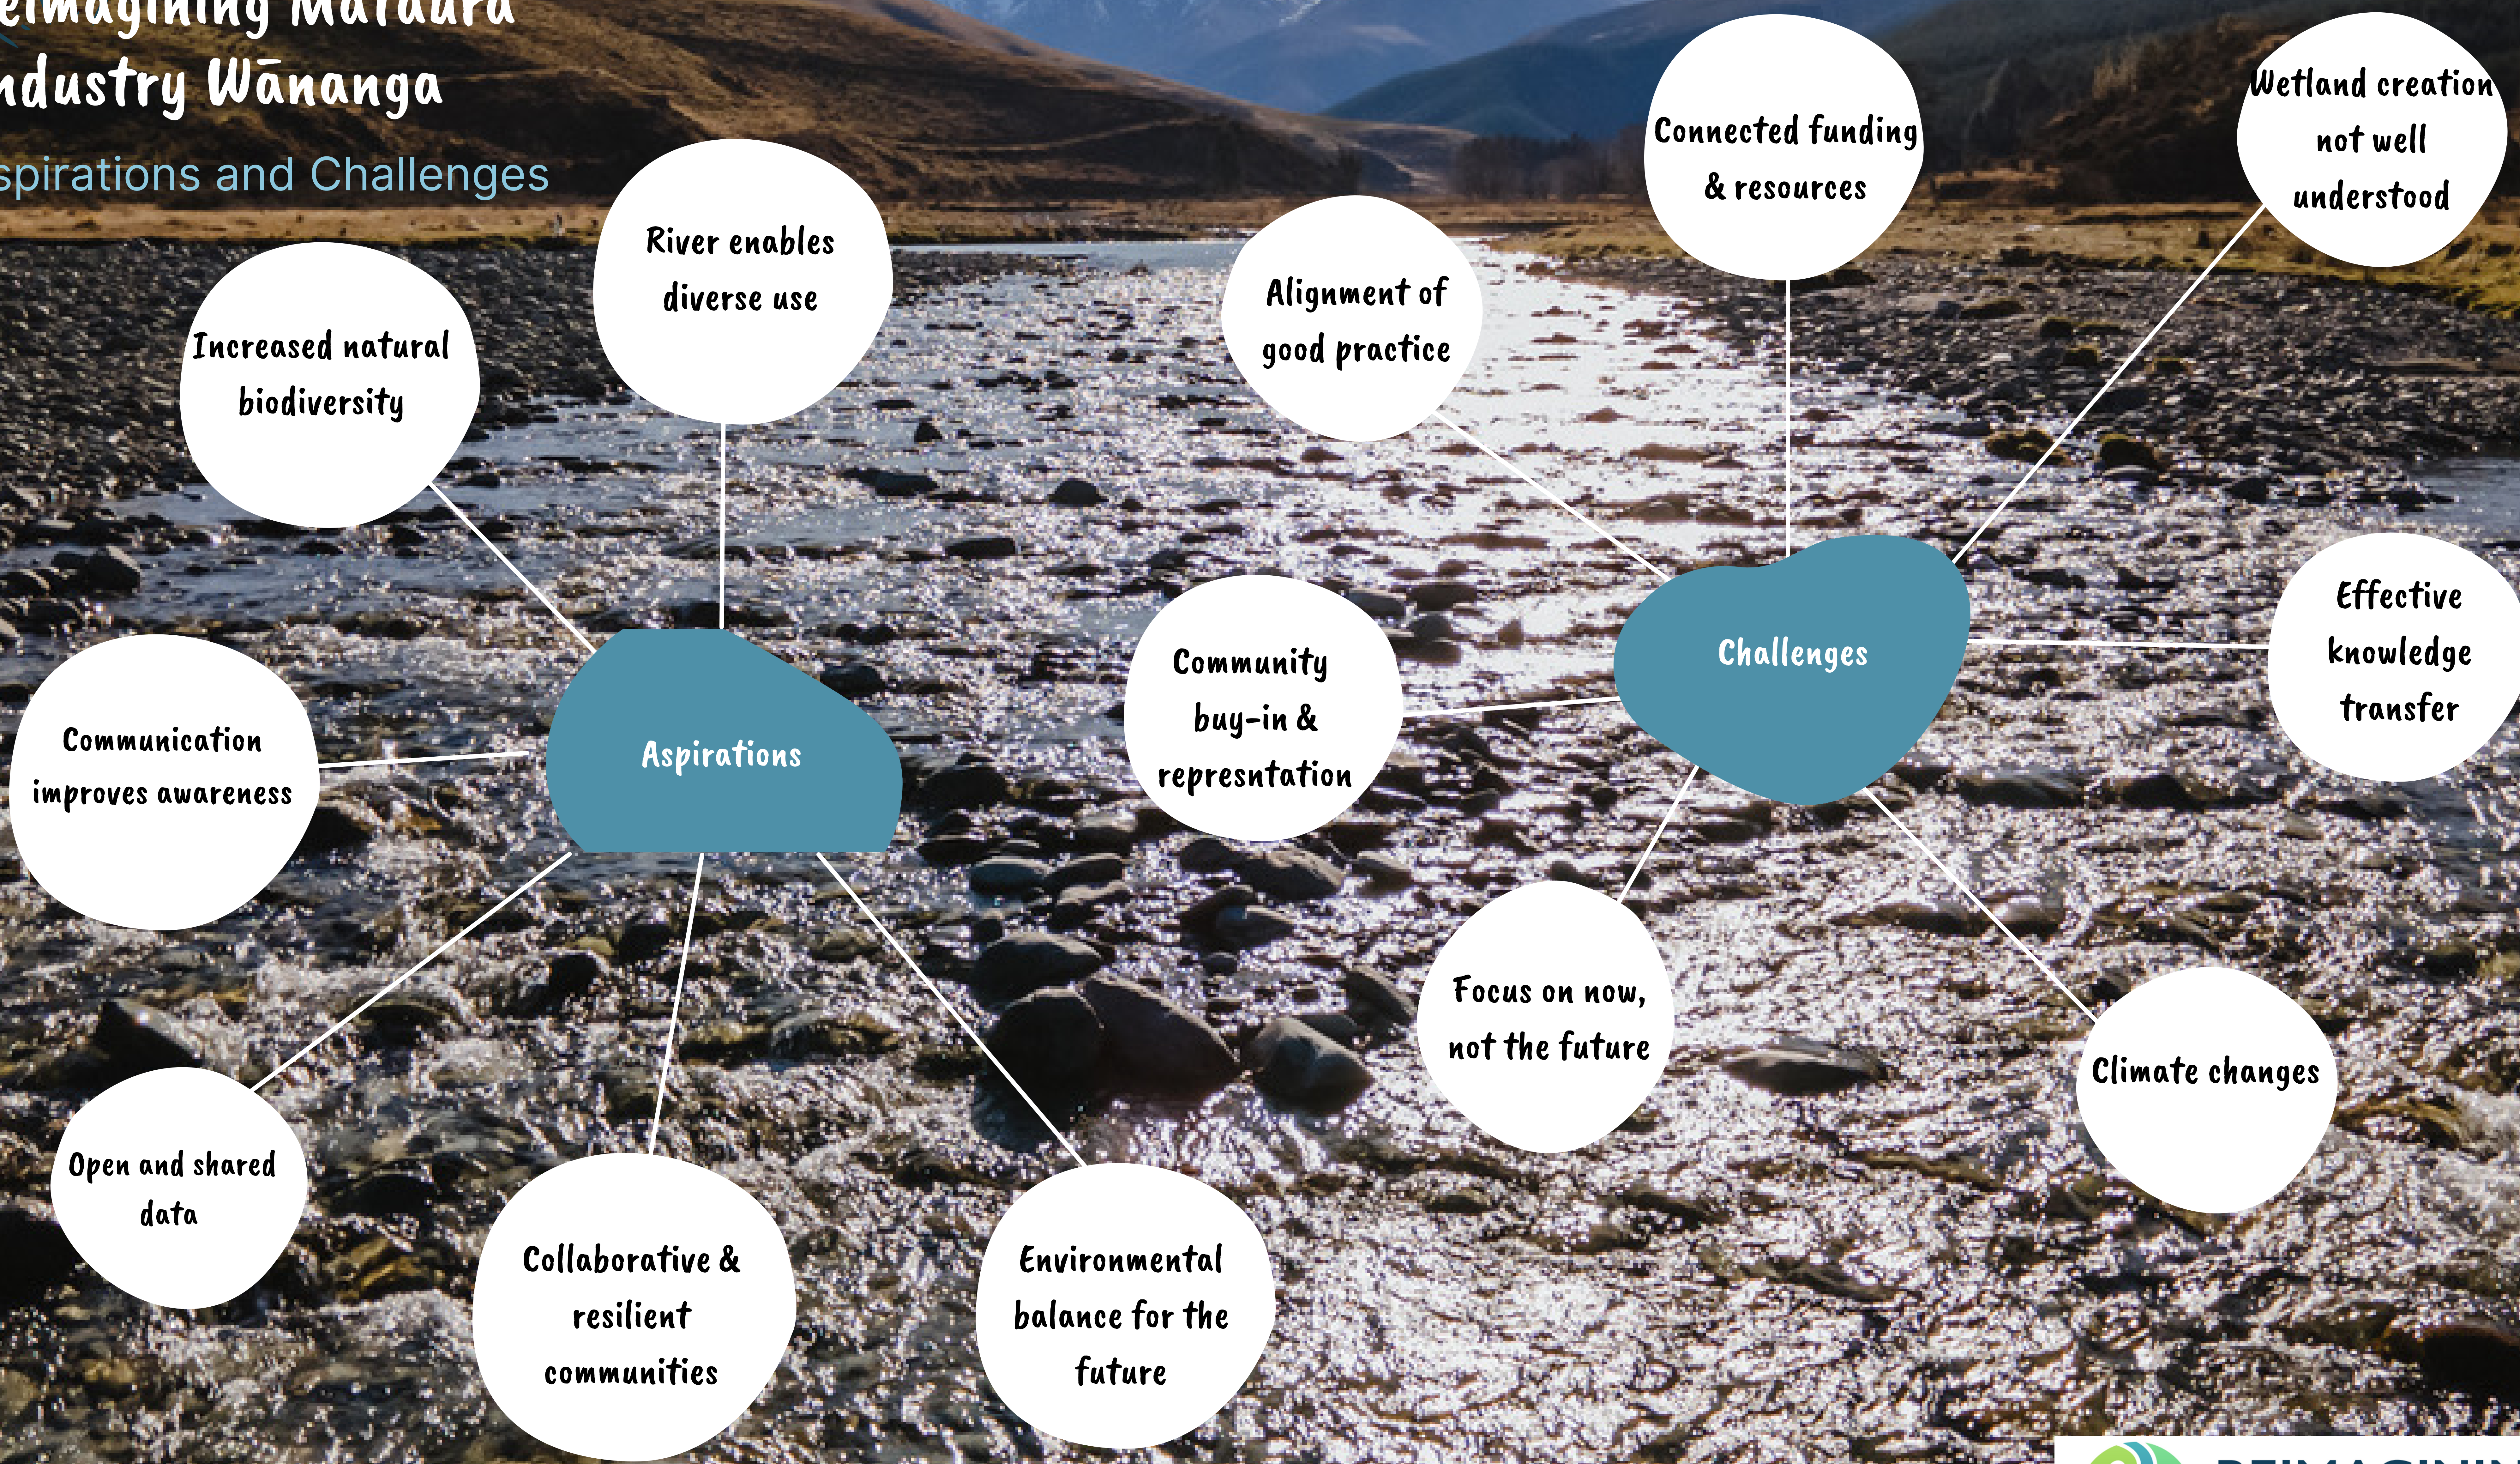 eimagining Mataura
ndustry Wānanga
spirations and Challenges
River enables
diverse use
Increased natural
biodiversity
Communication
improves awareness
Aspirations
Open and shared
data
Collaborative &
resilient
communities
Environmental
balance for the
future
Connected funding
& resources
Wetland creation
not well
understood
Alignment of
good practice
Challenges
Effective
knowledge
transfer
Community
buy-in &
represntation
Focus on now,
not the future
Climate changes